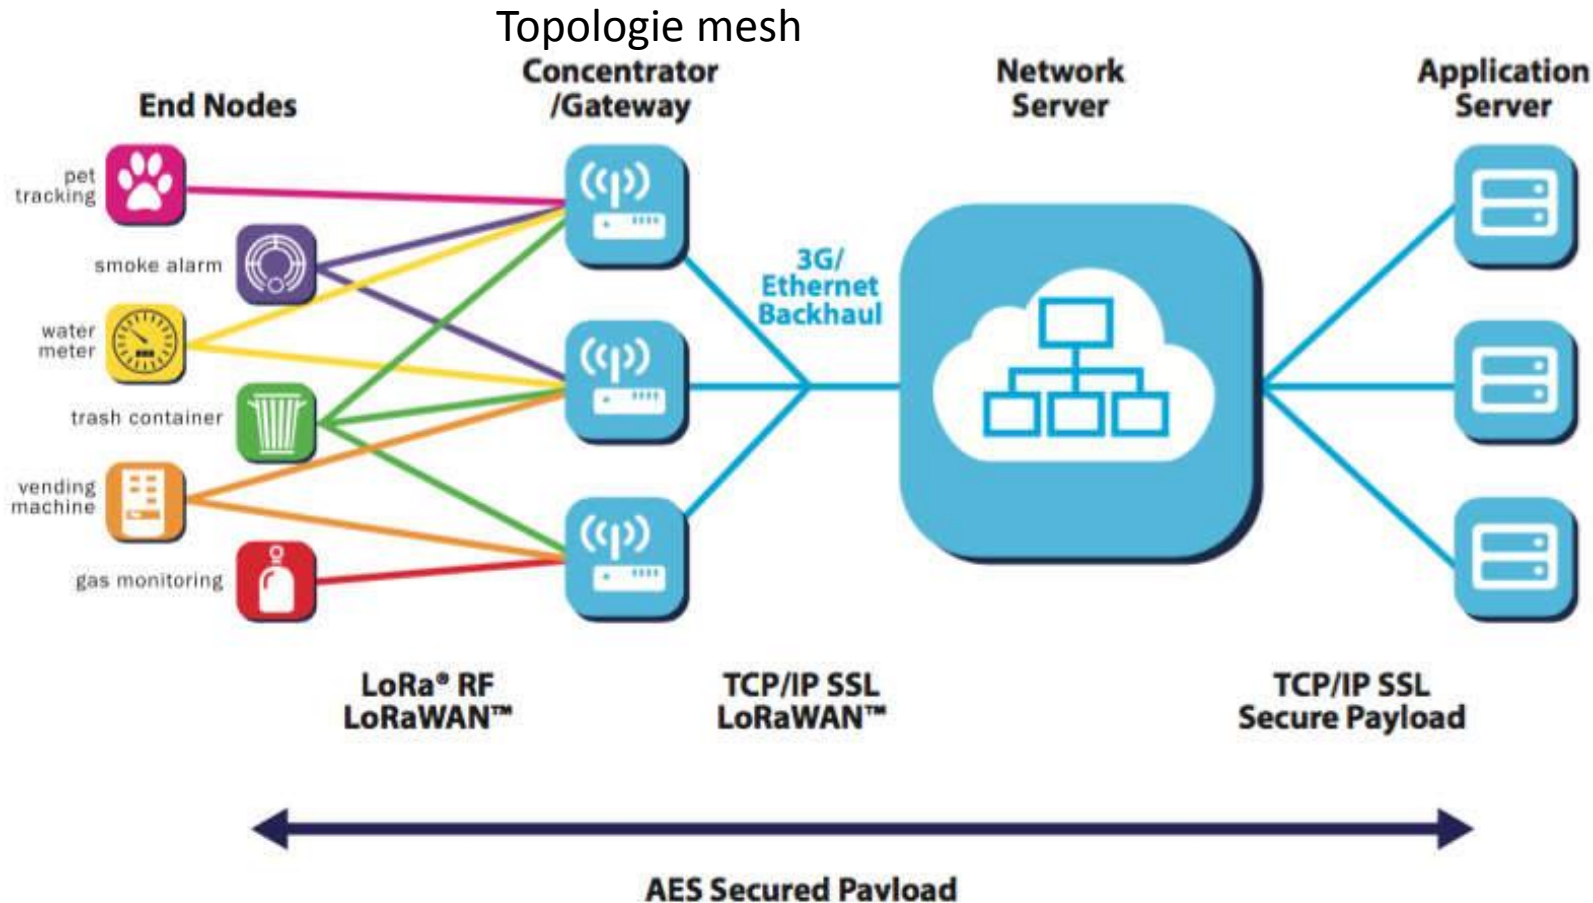 Topologie mesh
End Nodes
Concentrator
/Gateway
Network
Server
Application
Server
pet
tracking
smoke alarm
water
meter
trash container
vending
machine
gas monitoring
3G/
Ethernet
Backhaul
LoRa® RF
LoRaWAN™
TCP/IP SSL
LoRaWAN™
TCP/IP SSL
Secure Payload
AES Secured Payload